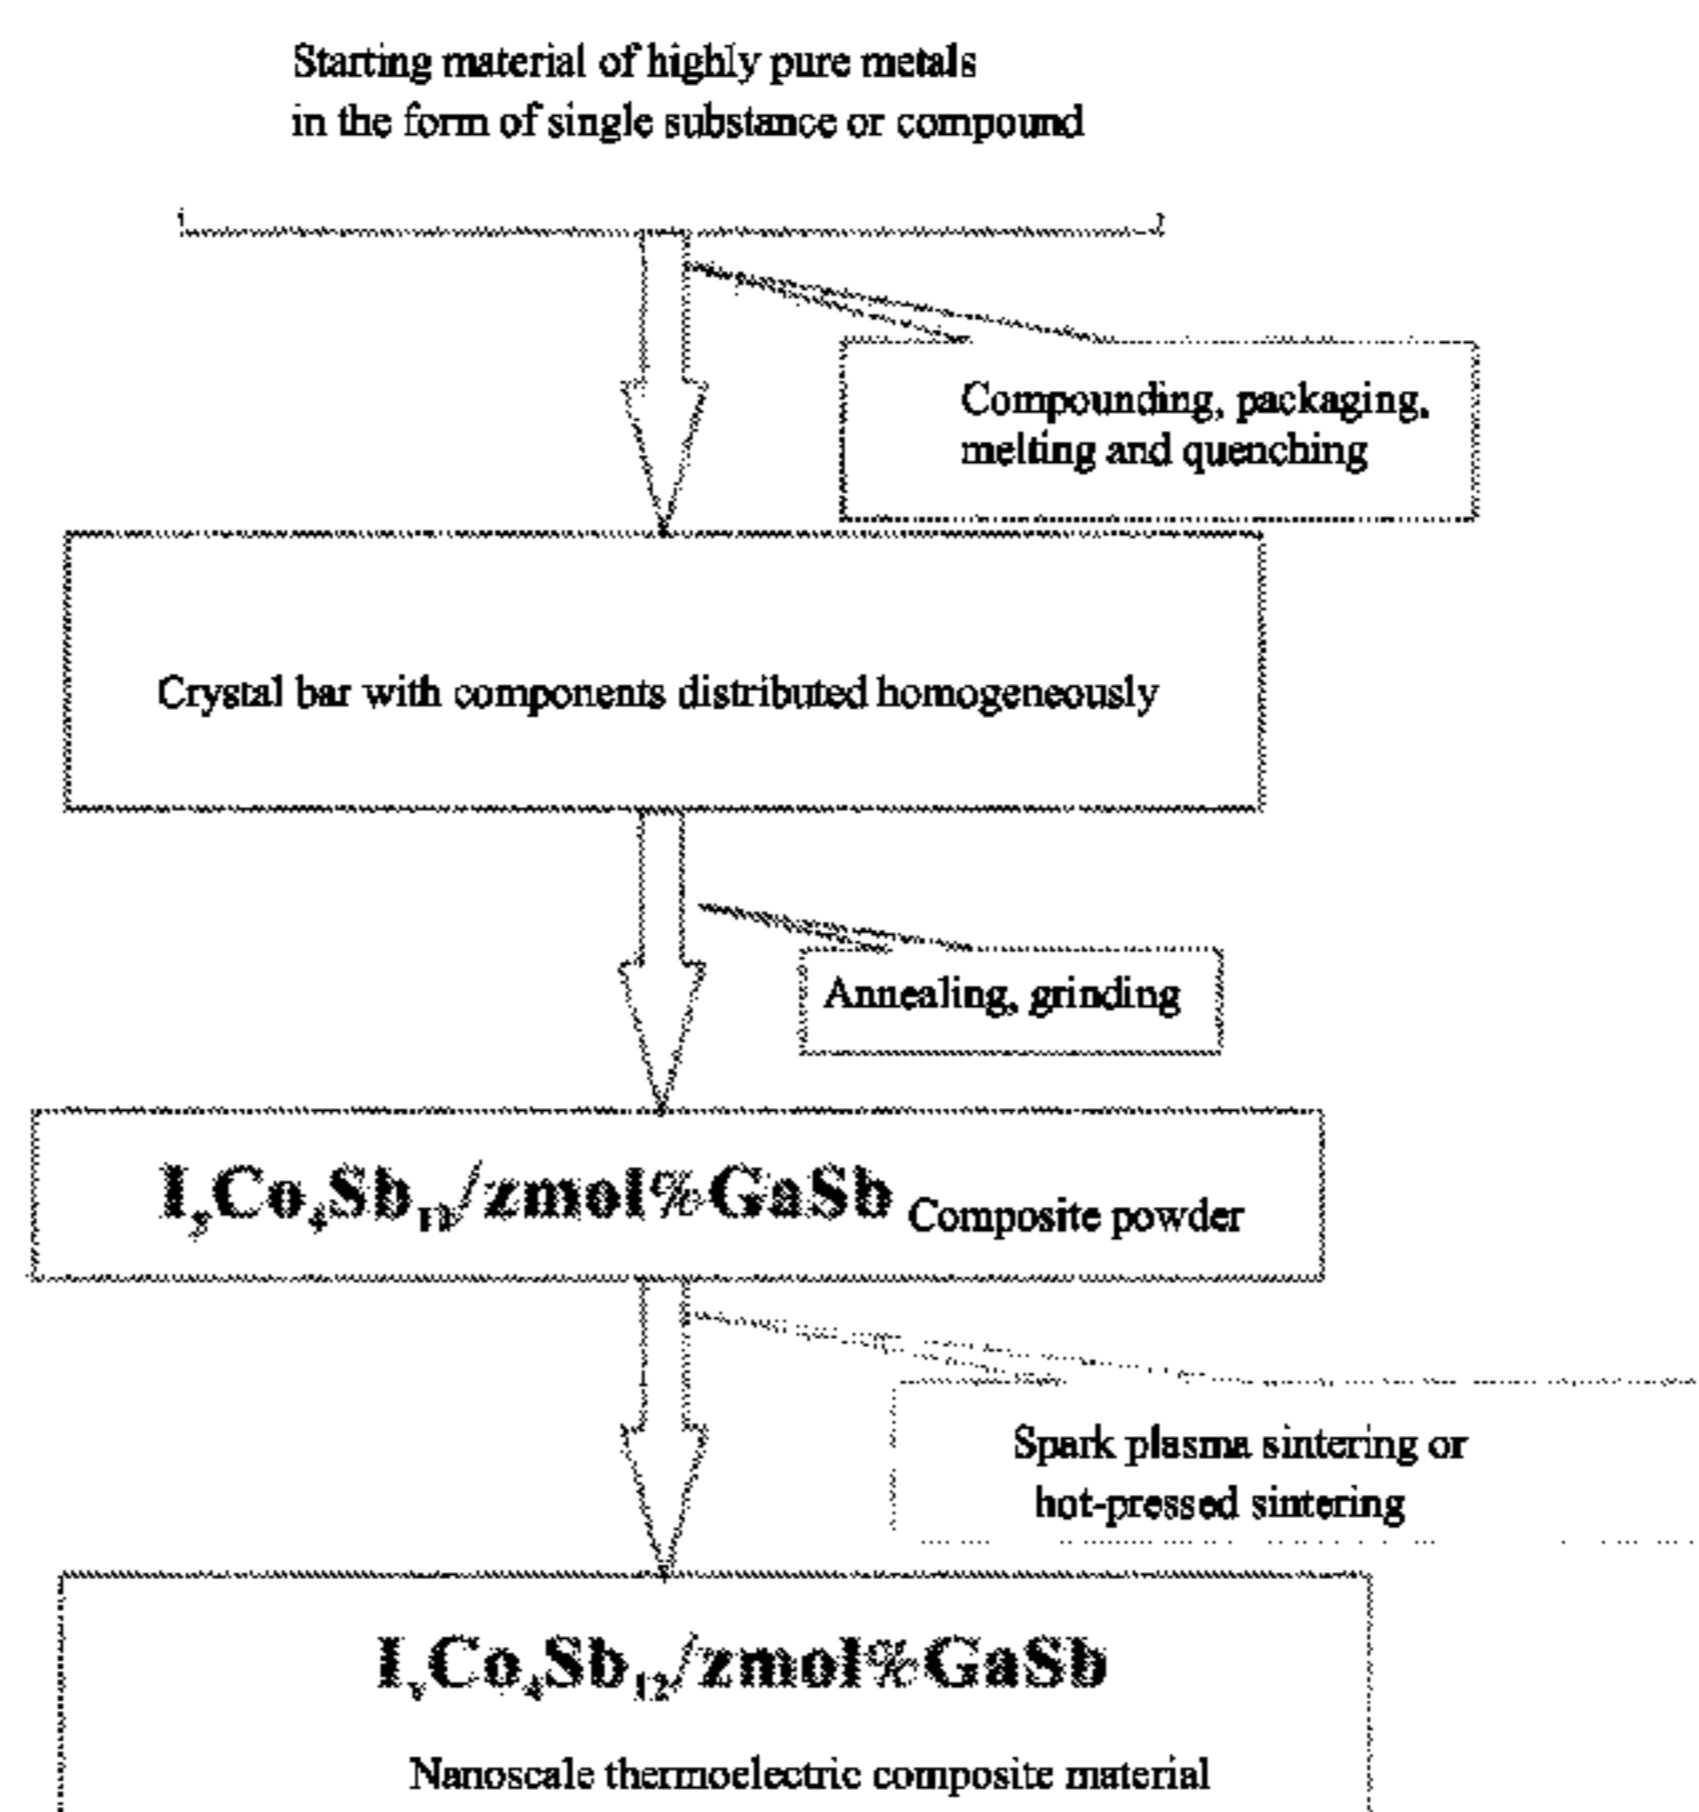 Starting material of highly pure metals
in the form of single substance or compound
Compounding, packaging,
melting and quenching
Crystal bar with components distributed homogeneously
Annealing, grinding
IyCo₄Sb₁₂/zmol%GaSb Composite powder
Spark plasma sintering or
hot-pressed sintering
IyCo₄Sb₁₂/zmol%GaSb
Nanoscale thermoelectric composite material